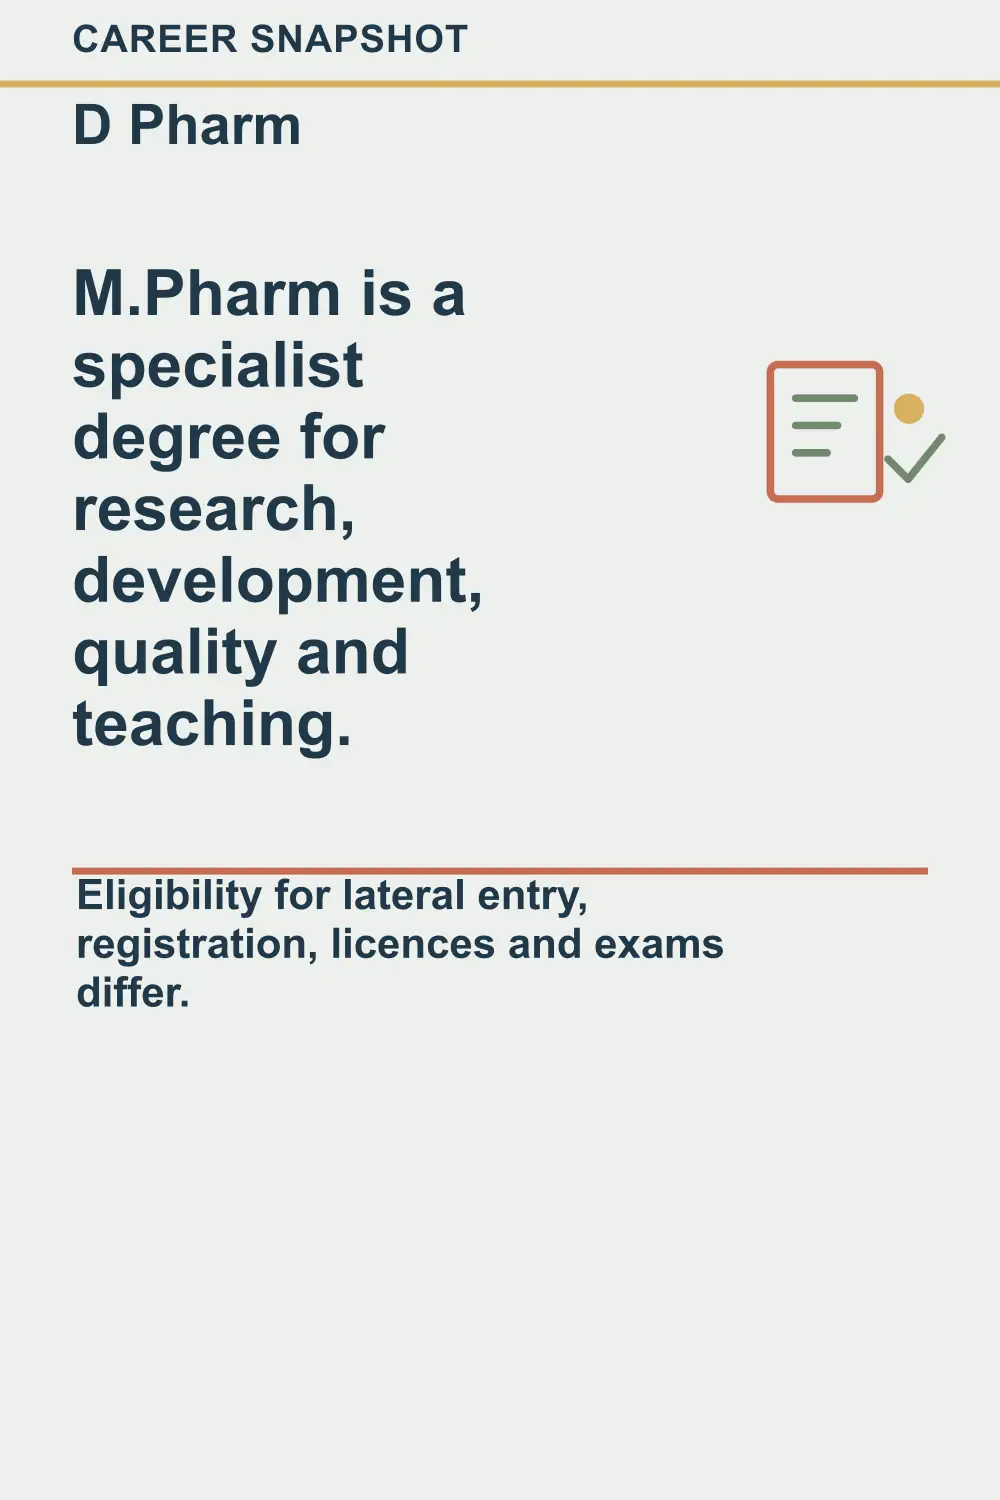 CAREER SNAPSHOT
D Pharm
M.Pharm is a
specialist
degree for
research,
development,
quality and
teaching.
Eligibility for lateral entry,
registration, licences and exams
differ.